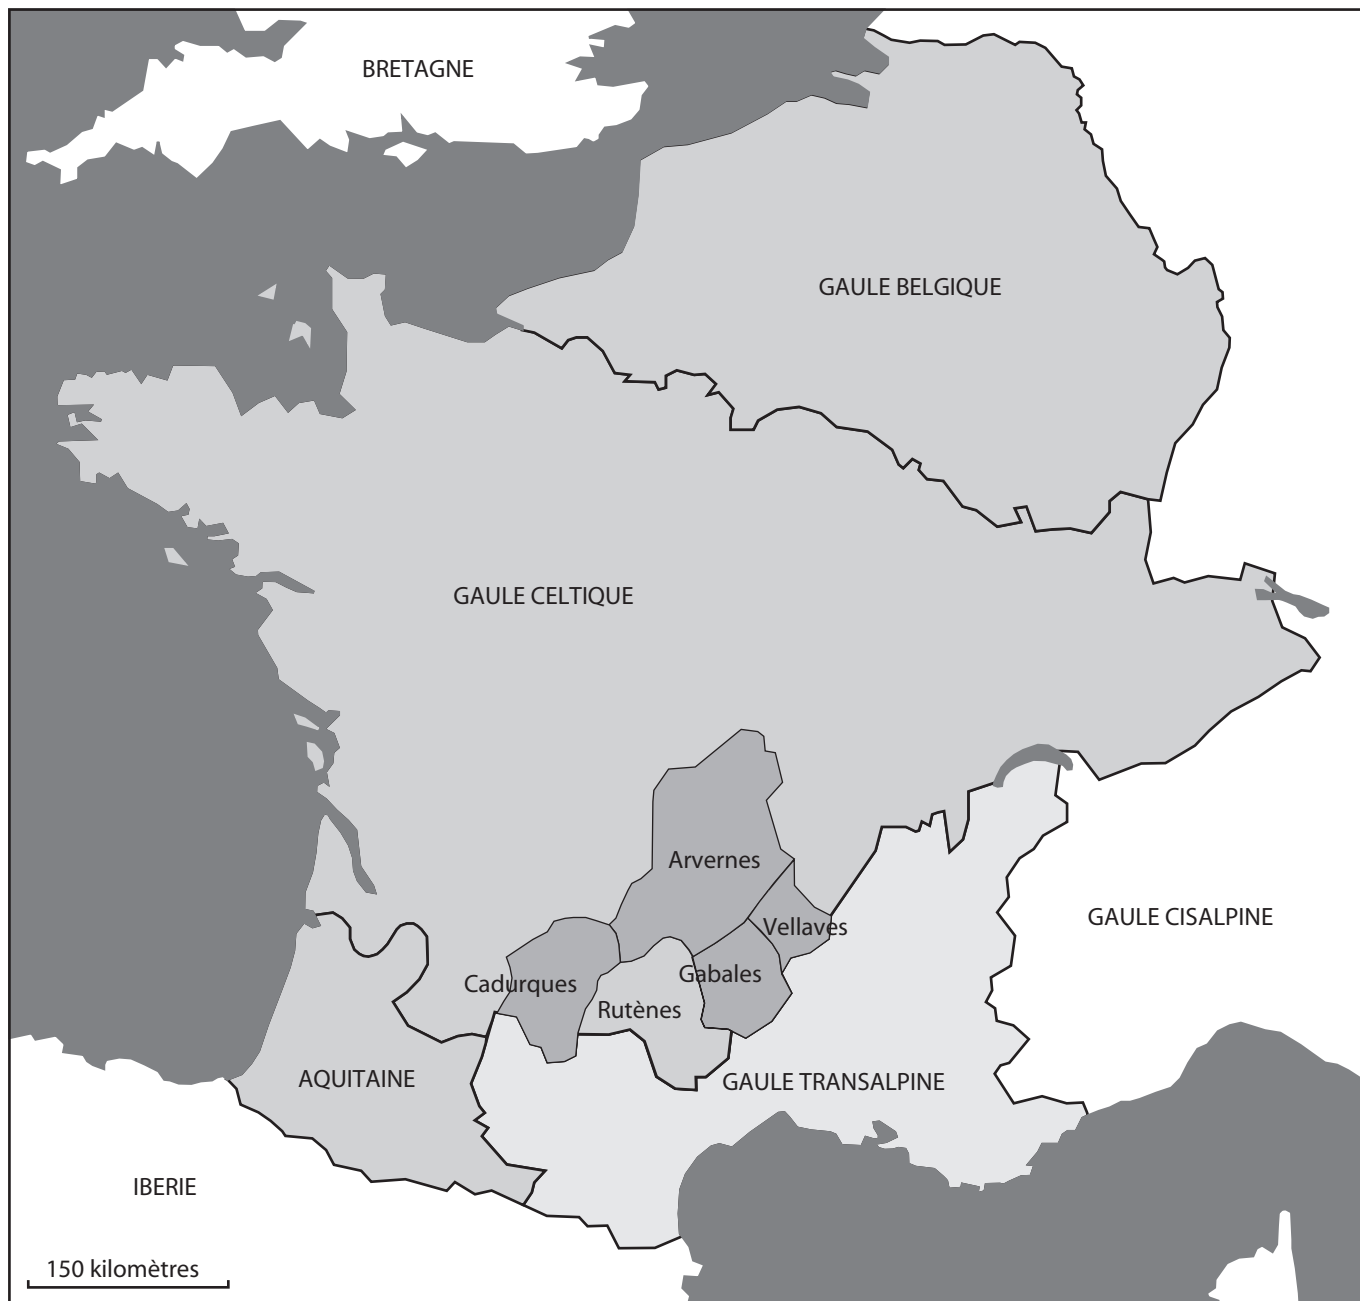 BRETAGNE
GAULE BELGIQUE
GAULE CELTIQUE
Arvernes
Vellaves
GAULE CISALPINE
Gabales
Cadurques
Rutènes
AQUITAINE
GAULE TRANSALPINE
IBERIE
150 kilomètres